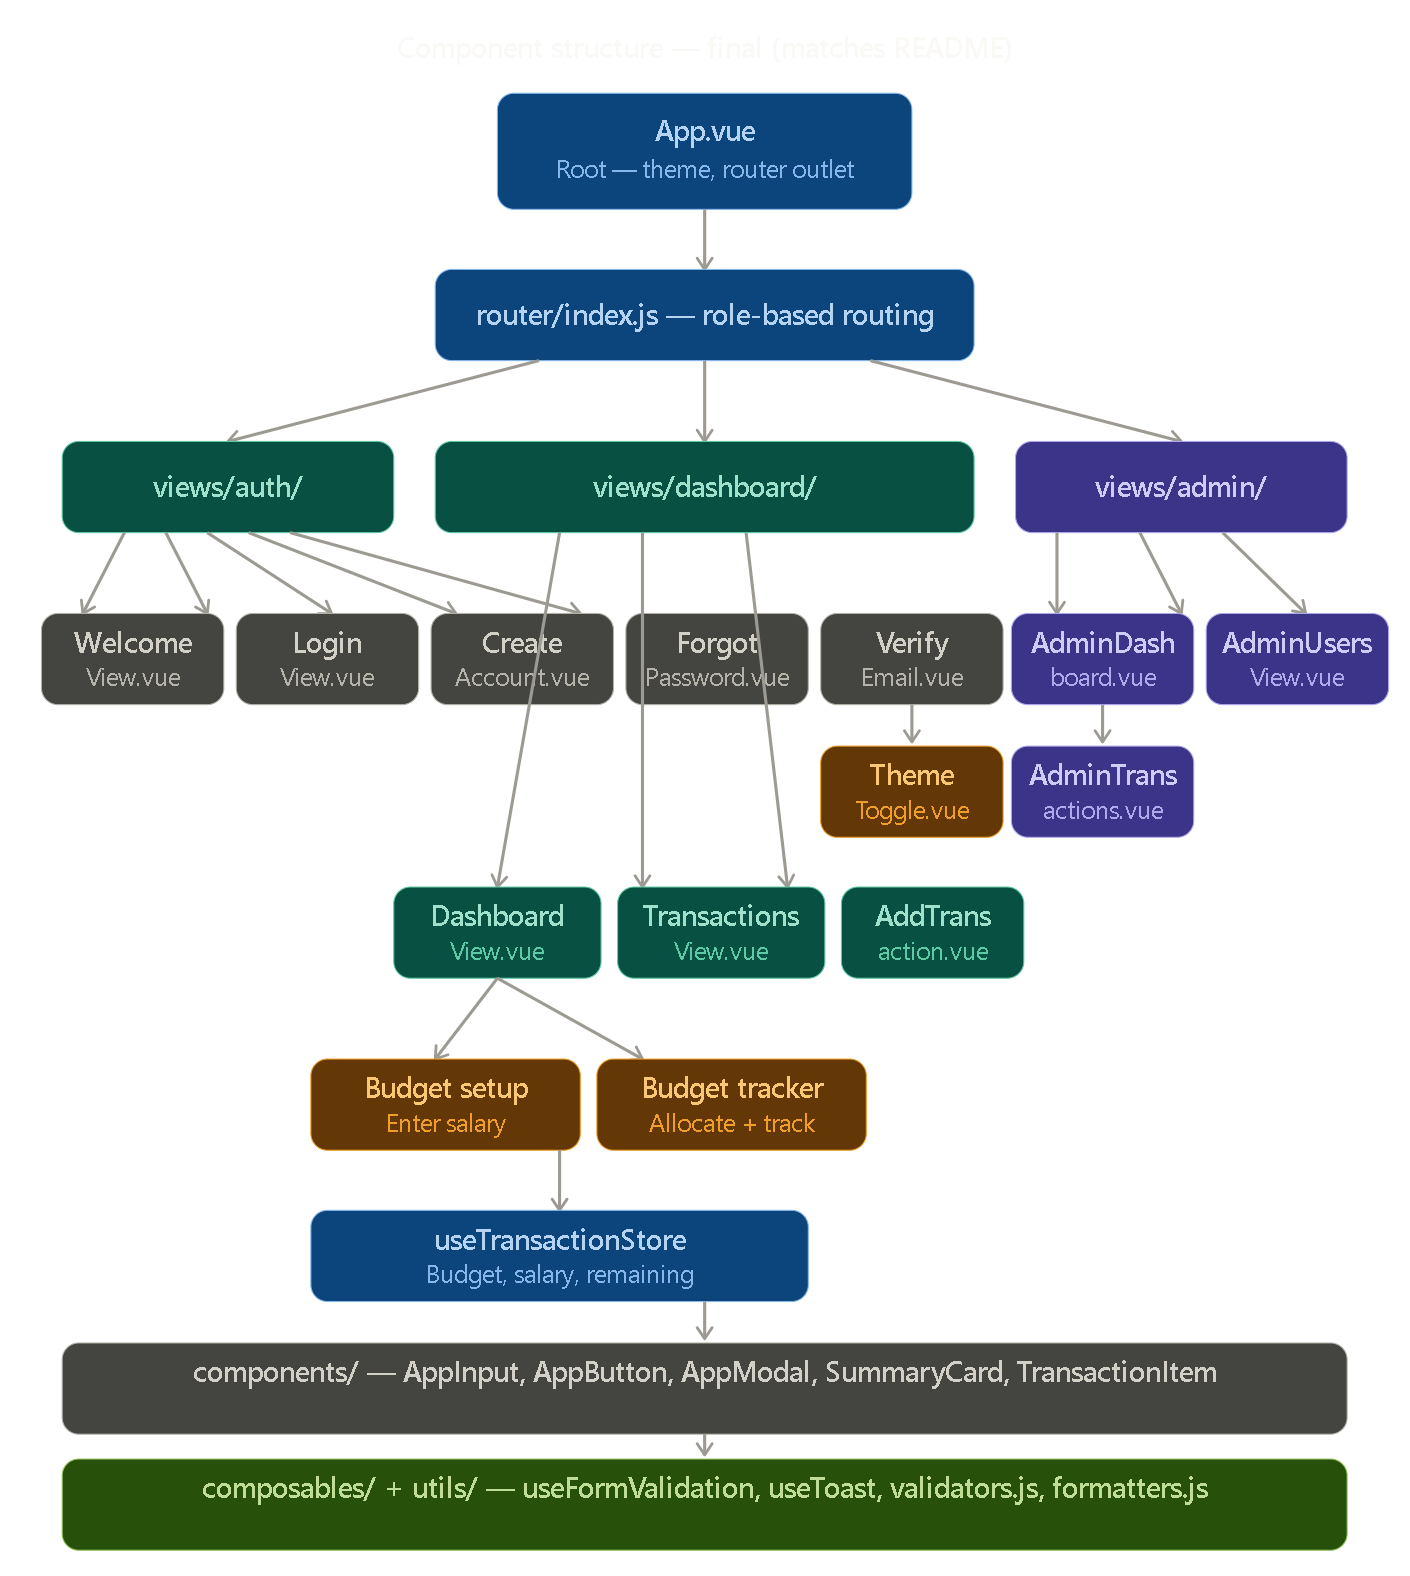 Component structure — final (matches README)
App.vue
Root — theme, router outlet
router/index.js — role-based routing
views/auth/
views/dashboard/
views/admin/
Welcome
View.vue
Login
View.vue
Create
Account.vue
Forgot
Password.vue
Verify
Email.vue
AdminDash
board.vue
AdminUsers
View.vue
Theme
Toggle.vue
AdminTrans
actions.vue
Dashboard
View.vue
Transactions
View.vue
AddTrans
action.vue
Budget setup
Enter salary
Budget tracker
Allocate + track
useTransactionStore
Budget, salary, remaining
components/ — AppInput, AppButton, AppModal, SummaryCard, TransactionItem
composables/ + utils/ — useFormValidation, useToast, validators.js, formatters.js